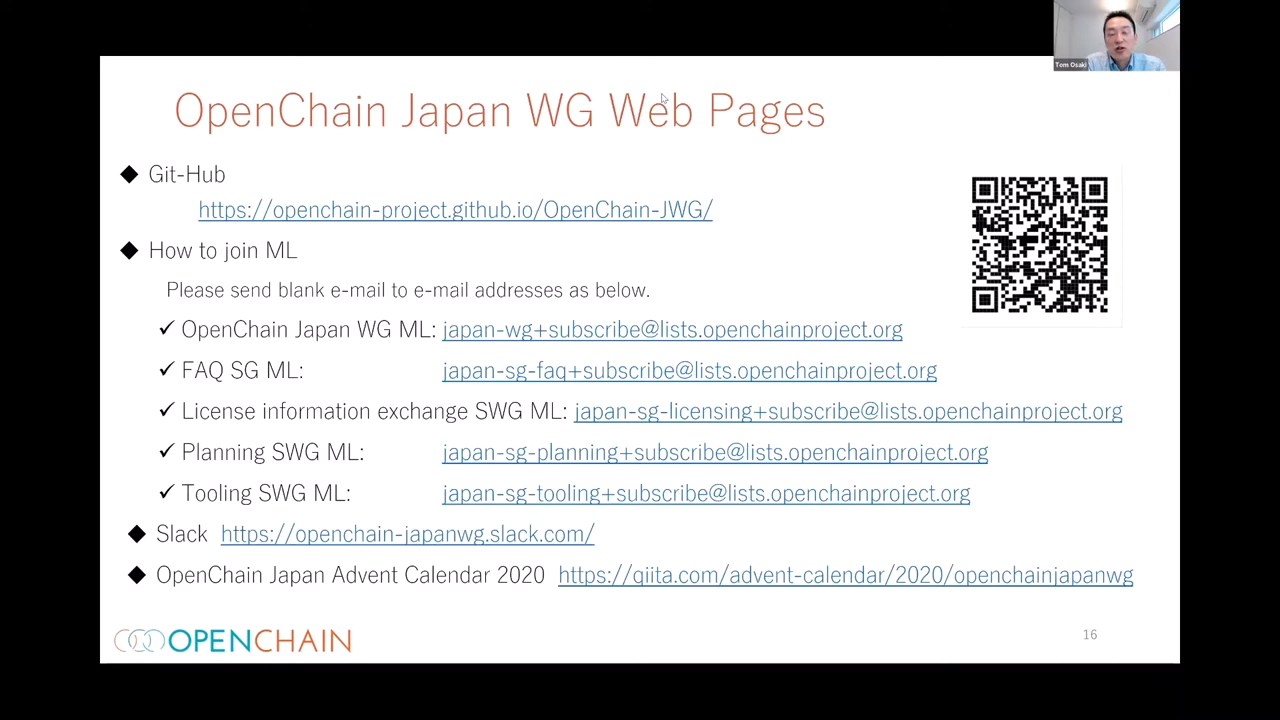 Tom Osaki
OpenChain Japan WG Web Pages
◆ Git-Hub
https://openchain-project.github.io/OpenChain-JWG/
◆ How to join ML
Please send blank e-mail to e-mail addresses as below.
✓ OpenChain Japan WG ML: japan-wg+subscribe@lists.openchainproject.org
✓ FAQ SG ML: japan-sg-faq+subscribe@lists.openchainproject.org
✓ License information exchange SWG ML: japan-sg-licensing+subscribe@lists.openchainproject.org
✓ Planning SWG ML: japan-sg-planning+subscribe@lists.openchainproject.org
✓ Tooling SWG ML: japan-sg-tooling+subscribe@lists.openchainproject.org
◆ Slack https://openchain-japanwg.slack.com/
◆ OpenChain Japan Advent Calendar 2020 https://qiita.com/advent-calendar/2020/openchainjapanwg
OPENCHAIN
16